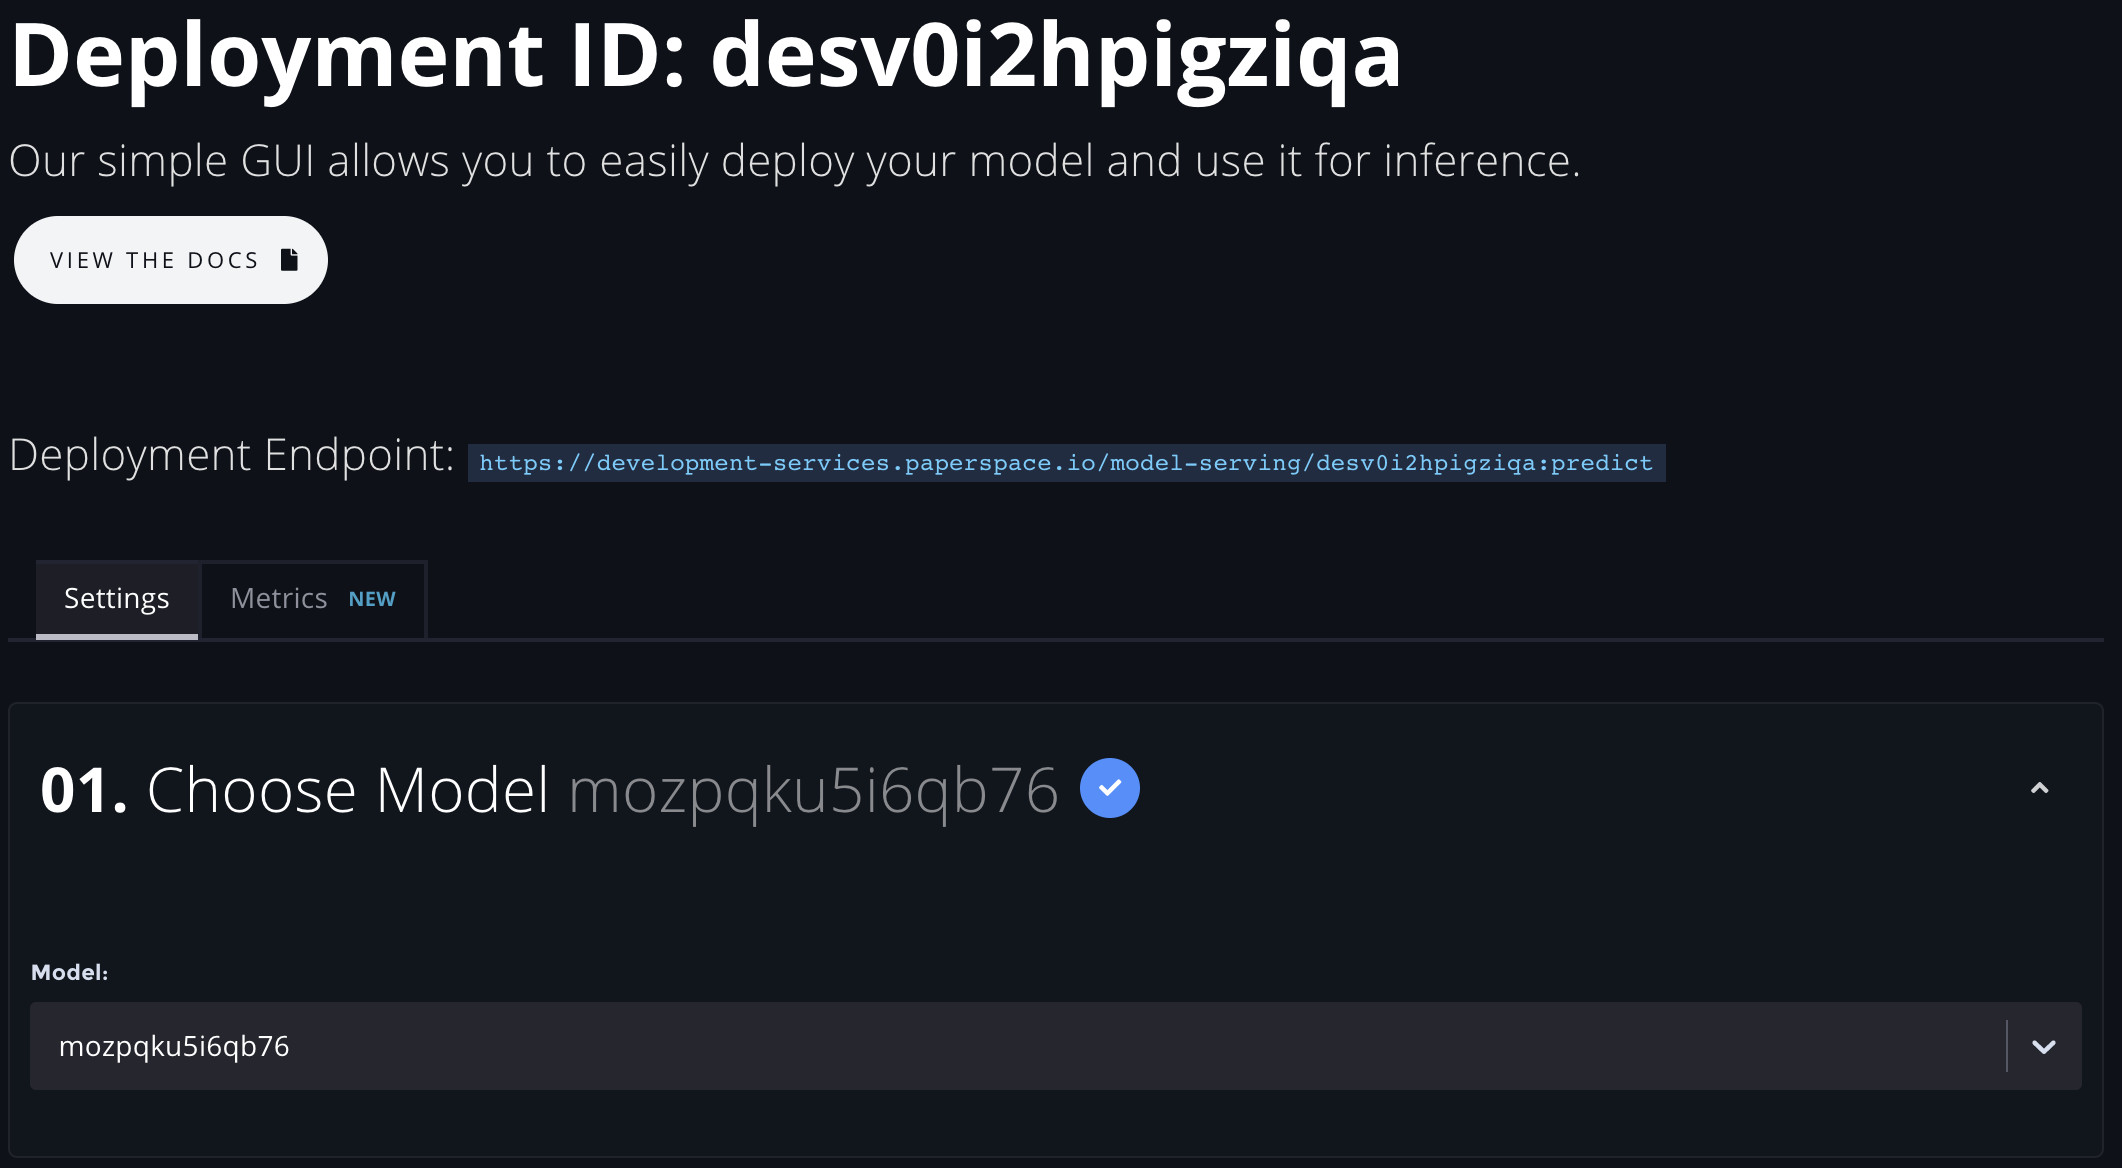 Deployment ID: desv0i2hpigziqa
Our simple GUI allows you to easily deploy your model and use it for inference.
VIEW THE DOCS
Deployment Endpoint: https://development-services.paperspace.io/model-serving/desv0i2hpigziqa:predict
Settings Metrics NEW
01. Choose Model mozpqku5i6qb76
Model:
mozpqku5i6qb76